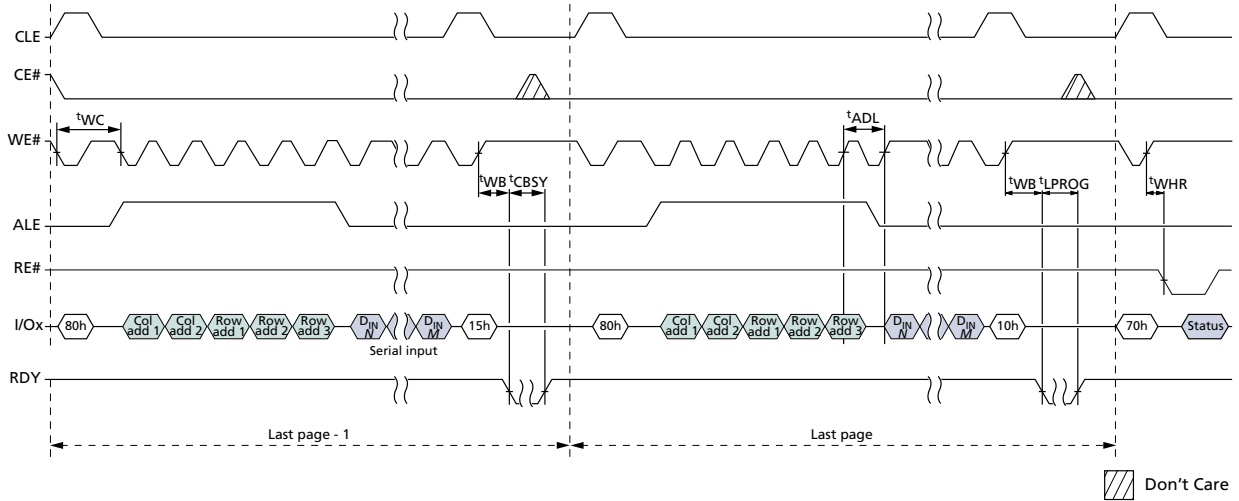 CLE
CE#
tWC
tADL
WE#
tWB tCBSY
tWB tLPROG
tWHR
ALE
RE#
I/Ox
80h
Col add 1
Col add 2
Row add 1
Row add 2
Row add 3
DIN N
DIN M
15h
80h
Col add 1
Col add 2
Row add 1
Row add 2
Row add 3
DIN N
DIN M
10h
70h
Status
Serial input
RDY
Last page - 1
Last page
Don't Care